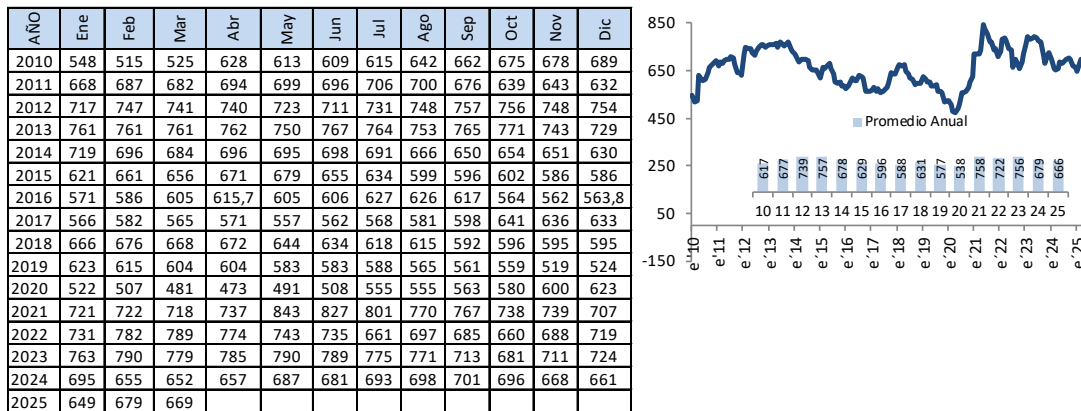 AÑO Ene Feb Mar Abr May Jun Jul Ago Sep Oct Nov Dic
2010 548 515 525 628 613 609 615 642 662 675 678 689
2011 668 687 682 694 699 696 706 700 676 639 643 632
2012 717 747 741 740 723 711 731 748 757 756 748 754
2013 761 761 761 762 750 767 764 753 765 771 743 729
2014 719 696 684 696 695 698 691 666 650 654 651 630
2015 621 661 656 671 679 655 634 599 596 602 586 586
2016 571 586 605 615,7 605 606 627 626 617 564 562 563,8
2017 566 582 565 571 557 562 568 581 598 641 636 633
2018 666 676 668 672 644 634 618 615 592 596 595 595
2019 623 615 604 604 583 583 588 565 561 559 519 524
2020 522 507 481 473 491 508 555 555 563 580 600 623
2021 721 722 718 737 843 827 801 770 767 738 739 707
2022 731 782 789 774 743 735 661 697 685 660 688 719
2023 763 790 779 785 790 789 775 771 713 681 711 724
2024 695 655 652 657 687 681 693 698 701 696 668 661
2025 649 679 669
850
650
450
250
50
-150
Promedio Anual
617 677 739 757 678 629 596 588 631 577 538 758 722 756 679 666
10 11 12 13 14 15 16 17 18 19 20 21 22 23 24 25
e'10 e'11 e'12 e'13 e'14 e'15 e'16 e'17 e'18 e'19 e'20 e'21 e'22 e'23 e'24 e'25